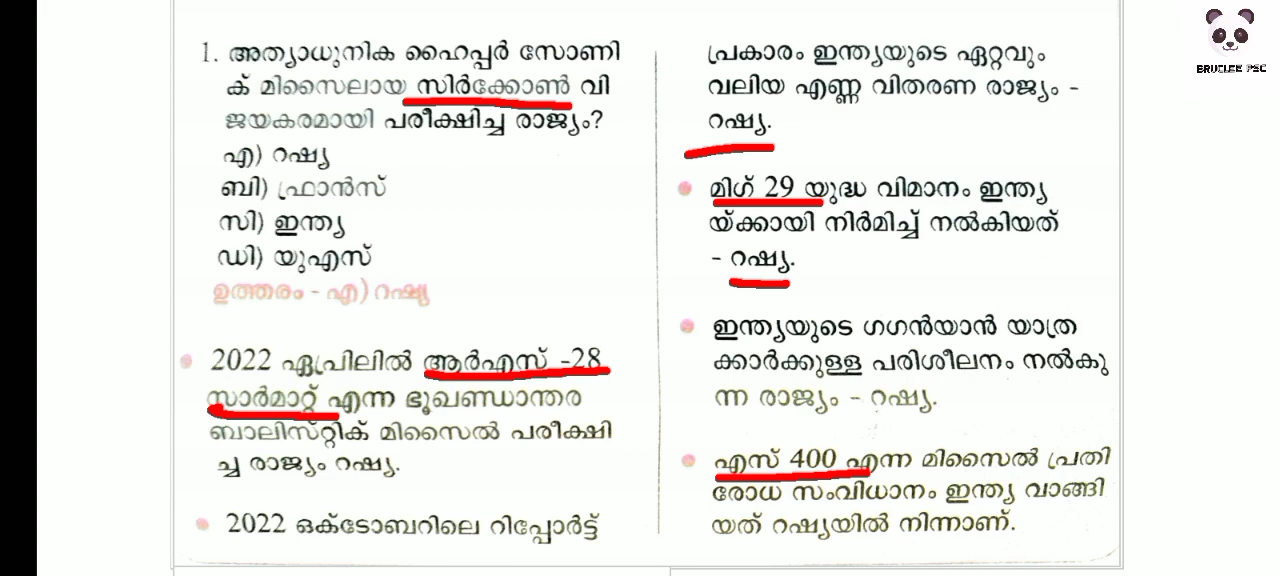 1. അത്യാധുനിക ഹൈപ്പർ സോണി
ക് മിസൈലായ സിർക്കോൺ വി
ജയകരമായി പരീക്ഷിച്ച രാജ്യം?
എ) റഷ്യ
ബി) ഫ്രാൻസ്
സി) ഇന്ത്യ
ഡി) യുഎസ്
ഉത്തരം - എ) റഷ്യ
2022 ഏപ്രിലിൽ ആർഎസ് -28
സാർമാറ്റ് എന്ന ഭൂഖണ്ഡാന്തര
ബാലിസ്റ്റിക് മിസൈൽ പരീക്ഷി
ച്ച രാജ്യം റഷ്യ.
2022 ഒക്ടോബറിലെ റിപ്പോർട്ട്
പ്രകാരം ഇന്ത്യയുടെ ഏറ്റവും
വലിയ എണ്ണ വിതരണ രാജ്യം -
റഷ്യ.
മിഗ് 29 യുദ്ധ വിമാനം ഇന്ത്യ
യ്ക്കായി നിർമിച്ച് നൽകിയത്
- റഷ്യ.
ഇന്ത്യയുടെ ഗഗൻയാൻ യാത്ര
ക്കാർക്കുള്ള പരിശീലനം നൽകു
ന്ന രാജ്യം - റഷ്യ.
എസ് 400 എന്ന മിസൈൽ പ്രതി
രോധ സംവിധാനം ഇന്ത്യ വാങ്ങി
യത് റഷ്യയിൽ നിന്നാണ്.
BRUCLEE PSC